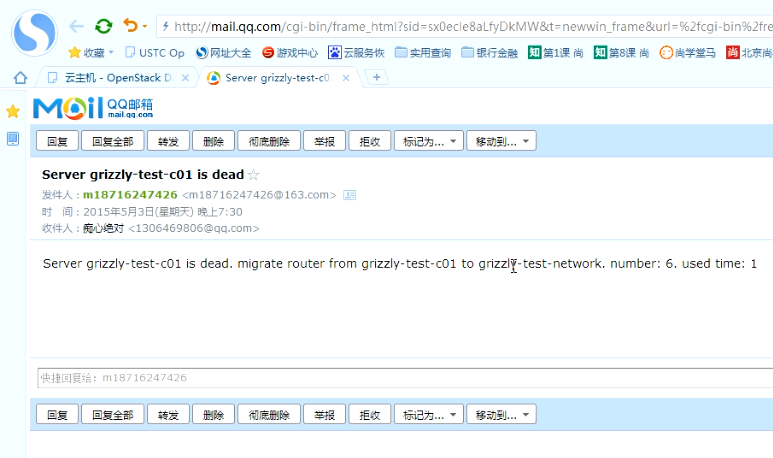 http://mail.qq.com/cgi-bin/frame_html?sid=sx0ecle8aLfyDkMW&t=newwin_frame&url=%2fcgi-bin%2fre
收藏 USTC Op 网址大全 游戏中心 云服务恢 实用查询 银行金融 知 第1课 尚 知 第8课 尚 尚学堂马 尚 北京尚
云主机 - OpenStack D Server grizzly-test-c0
Mail QQ邮箱
mail.qq.com
回复 回复全部 转发 删除 彻底删除 举报 拒收 标记为... 移动到...
Server grizzly-test-c01 is dead
发件人：m18716247426 <m18716247426@163.com>
时 间：2015年5月3日(星期天) 晚上7:30
收件人：痴心绝对 <1306469806@qq.com>
Server grizzly-test-c01 is dead. migrate router from grizzly-test-c01 to grizzly-test-network. number: 6. used time: 1
快捷回复给：m18716247426
回复 回复全部 转发 删除 彻底删除 举报 拒收 标记为... 移动到...